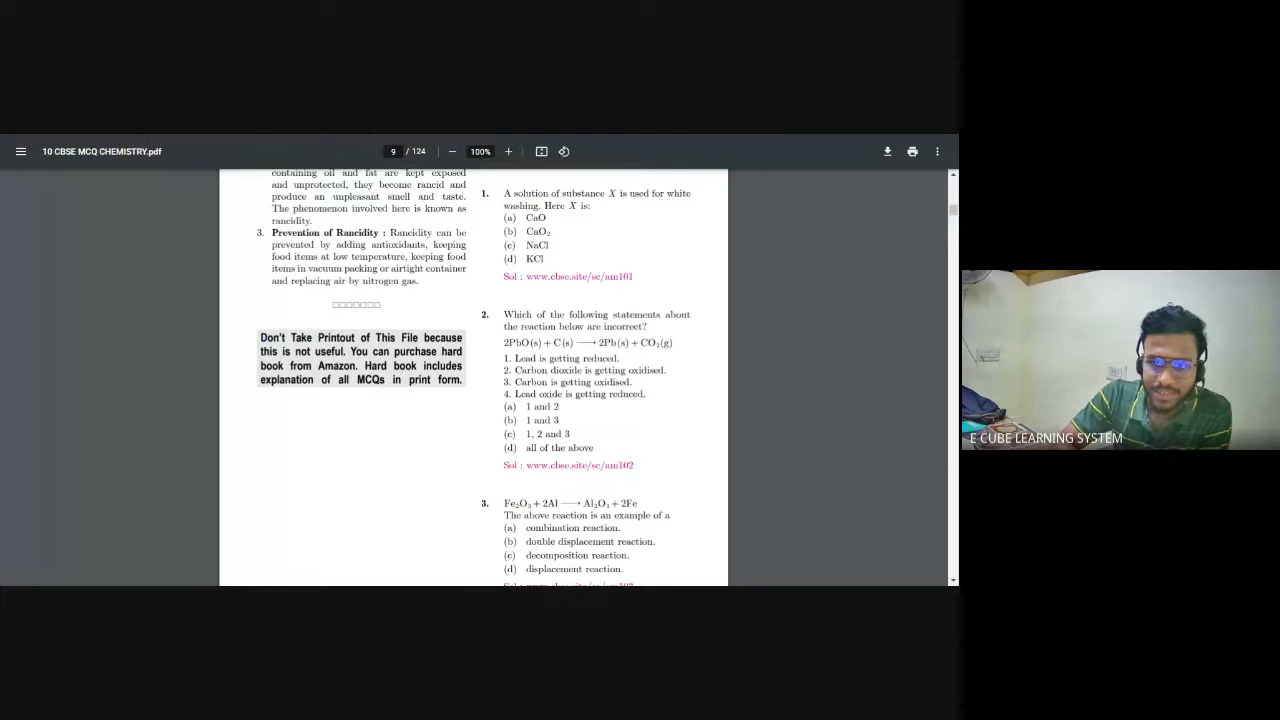 10 CBSE MCQ CHEMISTRY.pdf
9 / 124
100%
containing oil and fat are kept exposed
and unprotected, they become rancid and
produce an unpleasant smell and taste.
The phenomenon involved here is known as
rancidity.
3. Prevention of Rancidity : Rancidity can be
prevented by adding antioxidants, keeping
food items at low temperature, keeping food
items in vacuum packing or airtight container
and replacing air by nitrogen gas.
□□□□□□□
Don't Take Printout of This File because
this is not useful. You can purchase hard
book from Amazon. Hard book includes
explanation of all MCQs in print form.
1. A solution of substance X is used for white
washing. Here X is:
(a) CaO
(b) CaO₂
(c) NaCl
(d) KCl
Sol : www.cbse.site/sc/am101
2. Which of the following statements about
the reaction below are incorrect?
2PbO(s) + C(s) ⟶ 2Pb(s) + CO₂(g)
1. Lead is getting reduced.
2. Carbon dioxide is getting oxidised.
3. Carbon is getting oxidised.
4. Lead oxide is getting reduced.
(a) 1 and 2
(b) 1 and 3
(c) 1, 2 and 3
(d) all of the above
Sol : www.cbse.site/sc/am102
3. Fe₂O₃ + 2Al ⟶ Al₂O₃ + 2Fe
The above reaction is an example of a
(a) combination reaction.
(b) double displacement reaction.
(c) decomposition reaction.
(d) displacement reaction.
Sol : www.cbse.site/sc/am103
E CUBE LEARNING SYSTEM